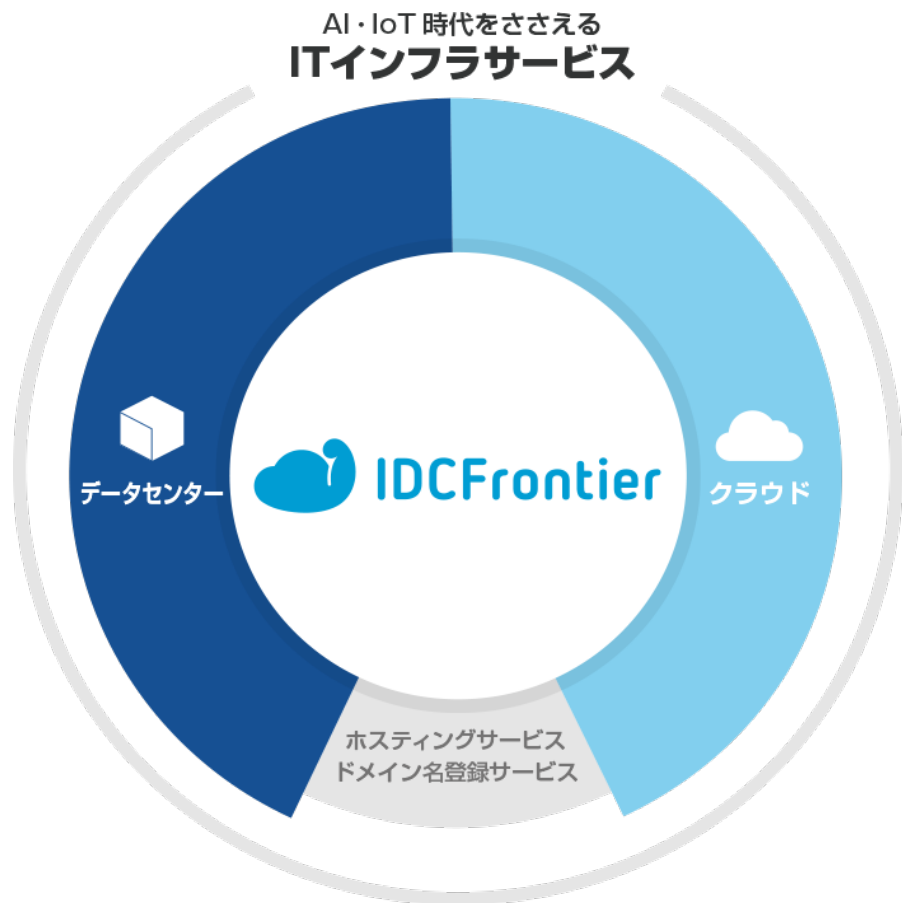 AI・IoT 時代をささえる
ITインフラサービス
データセンター
IDCFrontier
クラウド
ホスティングサービス
ドメイン名登録サービス